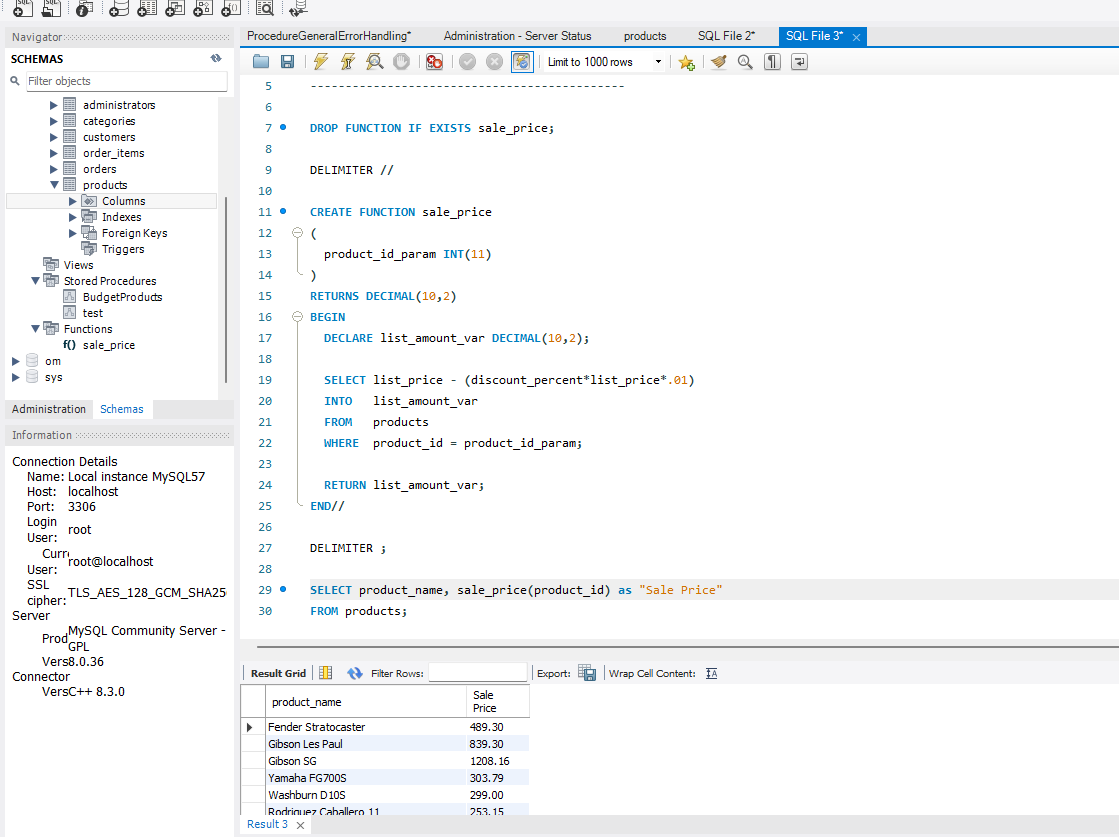 Navigator
SCHEMAS
Filter objects
administrators
categories
customers
order_items
orders
products
Columns
Indexes
Foreign Keys
Triggers
Views
Stored Procedures
BudgetProducts
test
Functions
f() sale_price
om
sys
Administration Schemas
Information
Connection Details
Name: Local instance MySQL57
Host: localhost
Port: 3306
Login
User: root
Curre
User: root@localhost
SSL
cipher: TLS_AES_128_GCM_SHA256
Server
Prod MySQL Community Server -
GPL
Vers 8.0.36
Connector
Vers C++ 8.3.0
ProcedureGeneralErrorHandling* Administration - Server Status products SQL File 2* SQL File 3*
Limit to 1000 rows
5 ---------------------------------------------
6
7 DROP FUNCTION IF EXISTS sale_price;
8
9 DELIMITER //
10
11 CREATE FUNCTION sale_price
12 (
13 product_id_param INT(11)
14 )
15 RETURNS DECIMAL(10,2)
16 BEGIN
17 DECLARE list_amount_var DECIMAL(10,2);
18
19 SELECT list_price - (discount_percent*list_price*.01)
20 INTO list_amount_var
21 FROM products
22 WHERE product_id = product_id_param;
23
24 RETURN list_amount_var;
25 END//
26
27 DELIMITER ;
28
29 SELECT product_name, sale_price(product_id) as "Sale Price"
30 FROM products;
Result Grid Filter Rows: Export: Wrap Cell Content:
product_name Sale Price
Fender Stratocaster 489.30
Gibson Les Paul 839.30
Gibson SG 1208.16
Yamaha FG700S 303.79
Washburn D10S 299.00
Rodriguez Caballero 11 253.15
Result 3